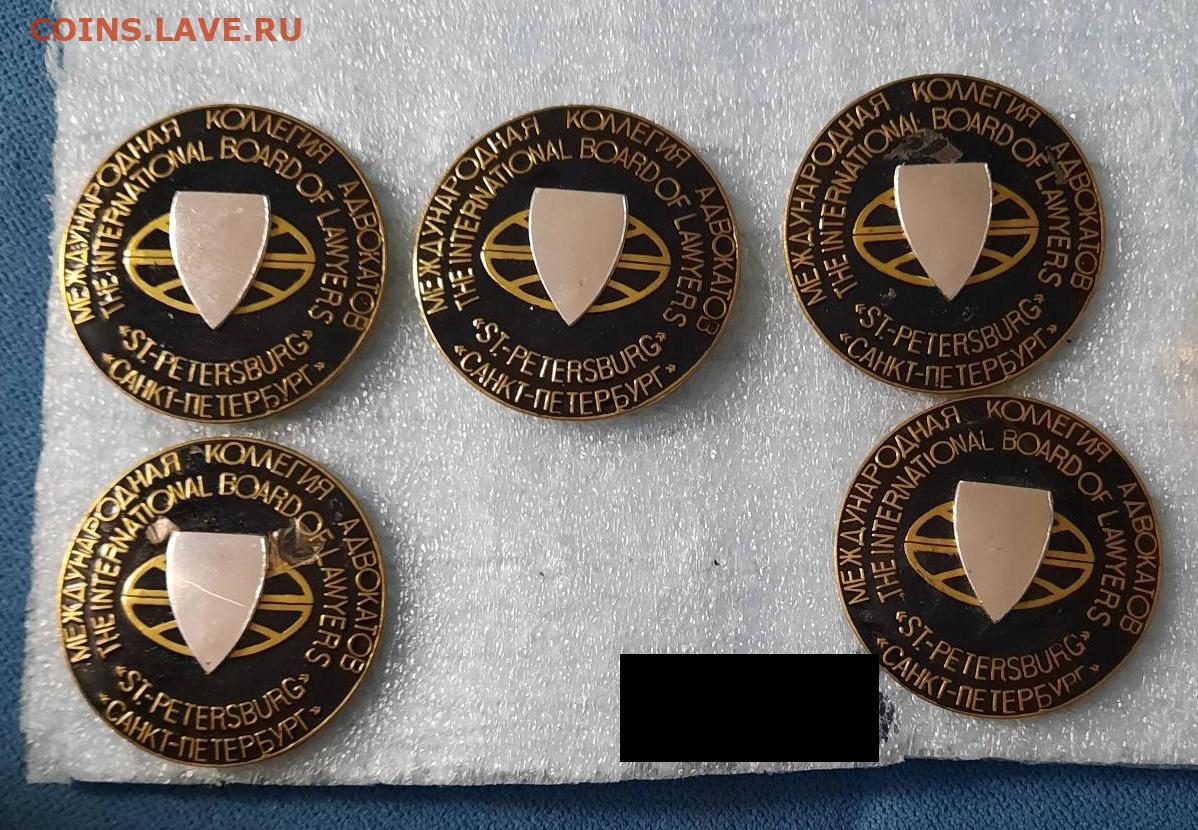 COINS.LAVE.RU
МЕЖДУНАРОДНАЯ КОЛЛЕГИЯ АДВОКАТОВ
THE INTERNATIONAL BOARD OF LAWYERS
«ST.-PETERSBURG»
«САНКТ-ПЕТЕРБУРГ»
МЕЖДУНАРОДНАЯ КОЛЛЕГИЯ АДВОКАТОВ
THE INTERNATIONAL BOARD OF LAWYERS
«ST.-PETERSBURG»
«САНКТ-ПЕТЕРБУРГ»
МЕЖДУНАРОДНАЯ КОЛЛЕГИЯ АДВОКАТОВ
THE INTERNATIONAL BOARD OF LAWYERS
«ST.-PETERSBURG»
«САНКТ-ПЕТЕРБУРГ»
МЕЖДУНАРОДНАЯ КОЛЛЕГИЯ АДВОКАТОВ
THE INTERNATIONAL BOARD OF LAWYERS
«ST.-PETERSBURG»
«САНКТ-ПЕТЕРБУРГ»
МЕЖДУНАРОДНАЯ КОЛЛЕГИЯ АДВОКАТОВ
THE INTERNATIONAL BOARD OF LAWYERS
«ST.-PETERSBURG»
«САНКТ-ПЕТЕРБУРГ»